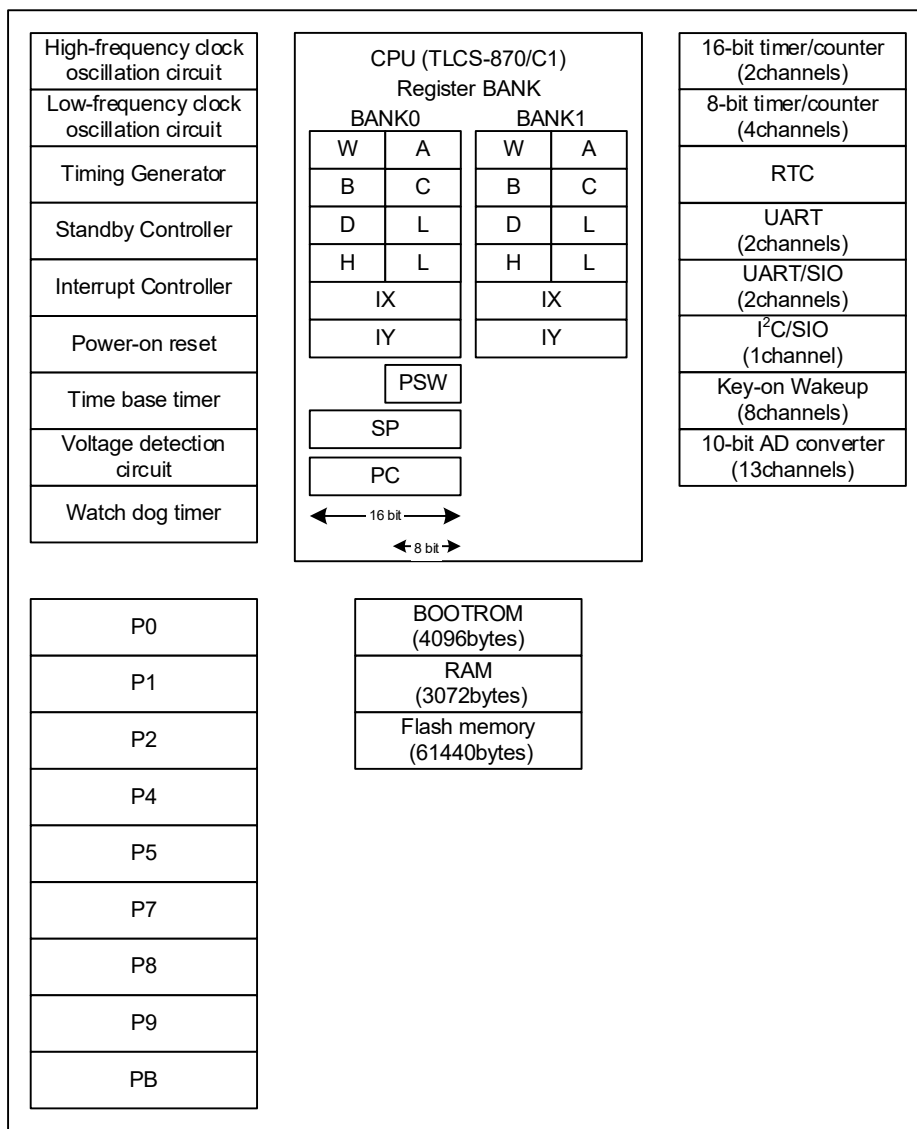 High-frequency clock
oscillation circuit
Low-frequency clock
oscillation circuit
Timing Generator
Standby Controller
Interrupt Controller
Power-on reset
Time base timer
Voltage detection
circuit
Watch dog timer
CPU (TLCS-870/C1)
Register BANK
BANK0 BANK1
W A W A
B C B C
D L D L
H L H L
IX IX
IY IY
PSW
SP
PC
16 bit
8 bit
16-bit timer/counter
(2channels)
8-bit timer/counter
(4channels)
RTC
UART
(2channels)
UART/SIO
(2channels)
I²C/SIO
(1channel)
Key-on Wakeup
(8channels)
10-bit AD converter
(13channels)
P0
P1
P2
P4
P5
P7
P8
P9
PB
BOOTROM
(4096bytes)
RAM
(3072bytes)
Flash memory
(61440bytes)